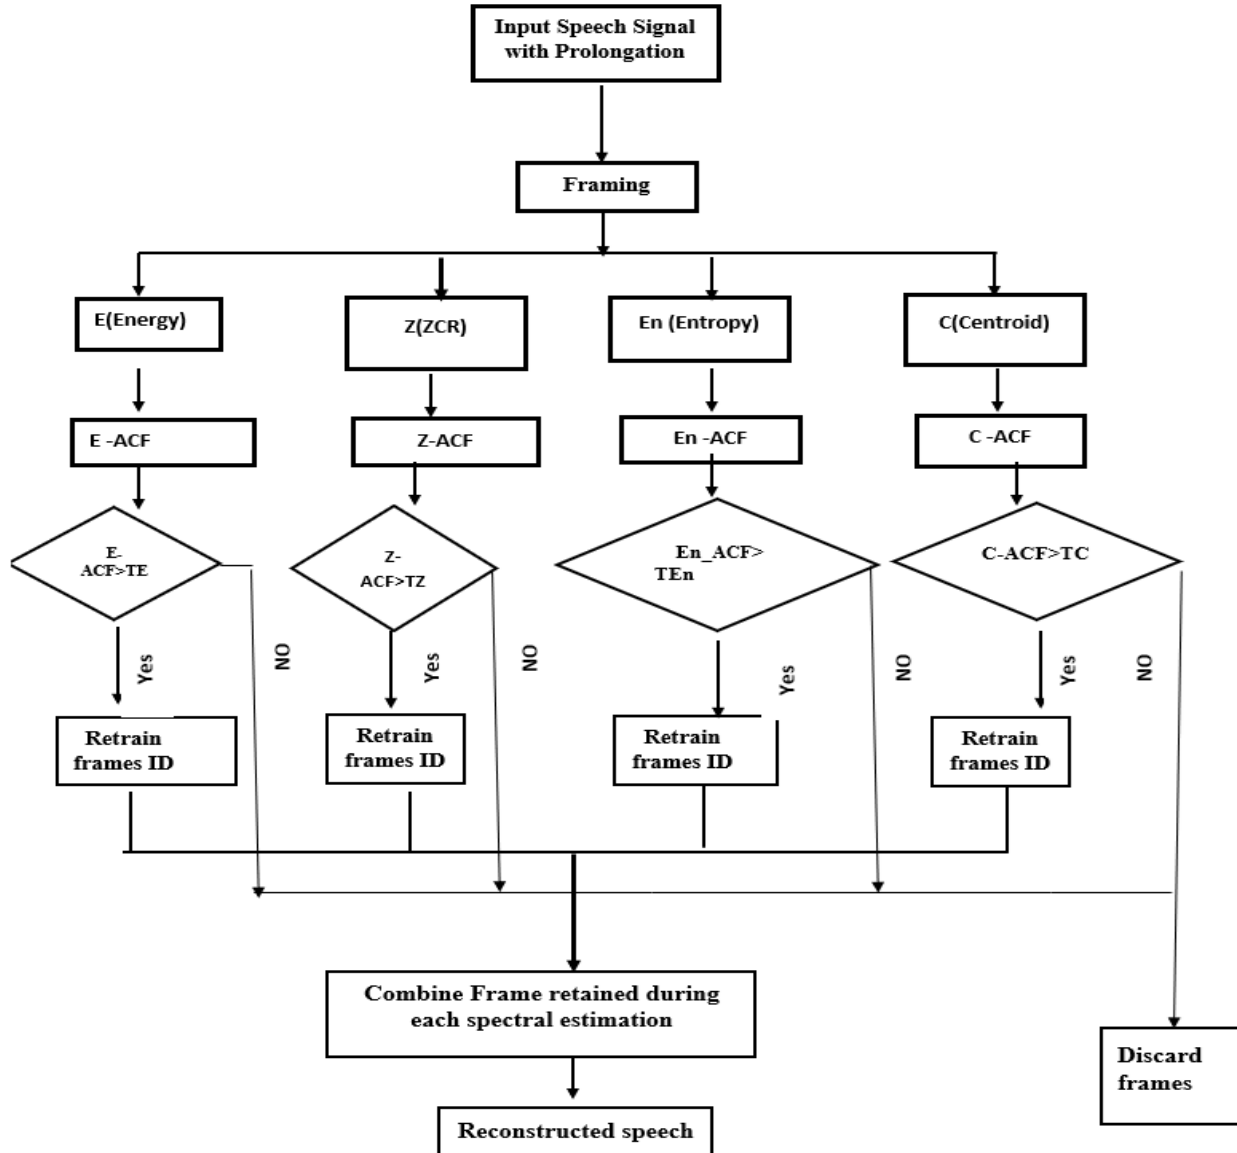 Input Speech Signal
with Prolongation
Framing
E(Energy)
Z(ZCR)
En (Entropy)
C(Centroid)
E -ACF
Z-ACF
En -ACF
C -ACF
E-
ACF>TE
Z-
ACF>TZ
En_ACF>
TEn
C-ACF>TC
Yes
NO
Yes
NO
Yes
NO
Yes
NO
Retrain
frames ID
Retrain
frames ID
Retrain
frames ID
Retrain
frames ID
Combine Frame retained during
each spectral estimation
Discard
frames
Reconstructed speech